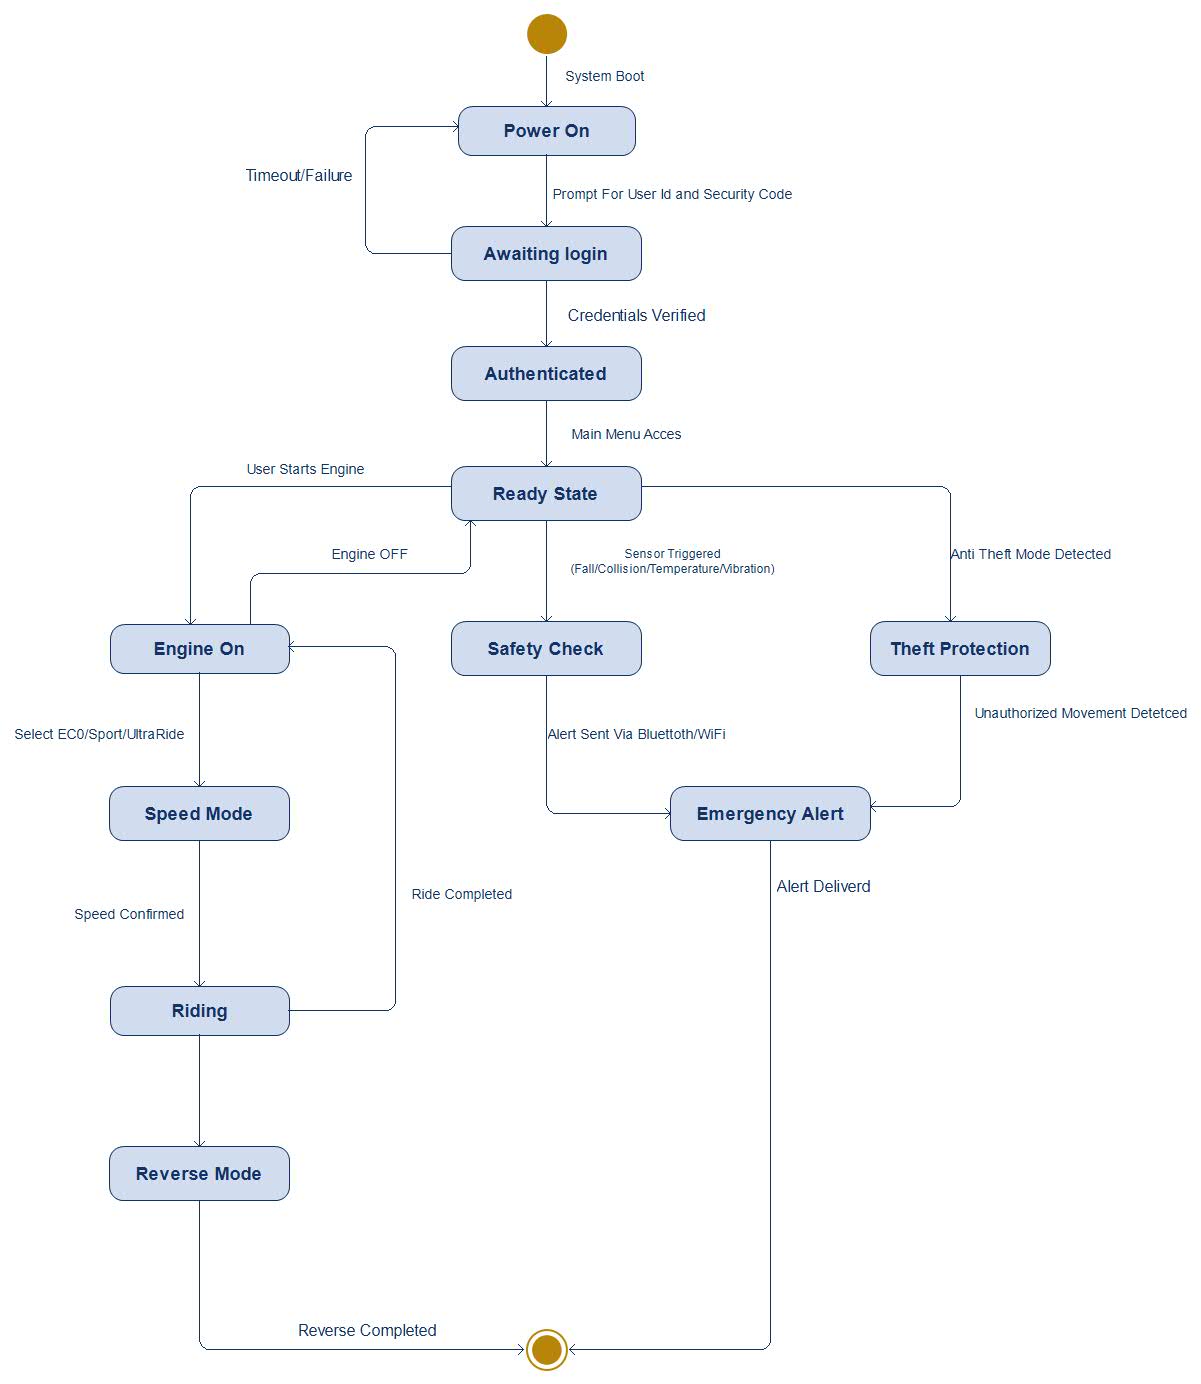 System Boot
Power On
Timeout/Failure
Prompt For User Id and Security Code
Awaiting login
Credentials Verified
Authenticated
Main Menu Acces
User Starts Engine
Ready State
Engine OFF
Sensor Triggered
(Fall/Collision/Temperature/Vibration)
Anti Theft Mode Detected
Engine On
Safety Check
Theft Protection
Unauthorized Movement Detetced
Select EC0/Sport/UltraRide
Alert Sent Via Bluettoth/WiFi
Speed Mode
Emergency Alert
Alert Deliverd
Ride Completed
Speed Confirmed
Riding
Reverse Mode
Reverse Completed